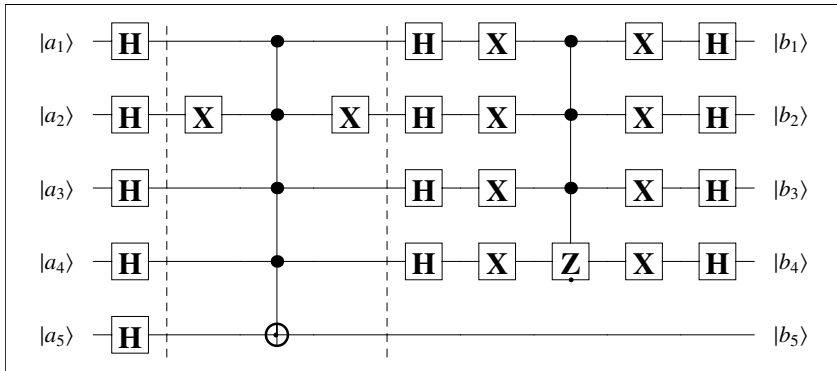 |a₁⟩ H H X X H |b₁⟩
|a₂⟩ H X X H X X H |b₂⟩
|a₃⟩ H H X X H |b₃⟩
|a₄⟩ H H X Z X H |b₄⟩
|a₅⟩ H |b₅⟩